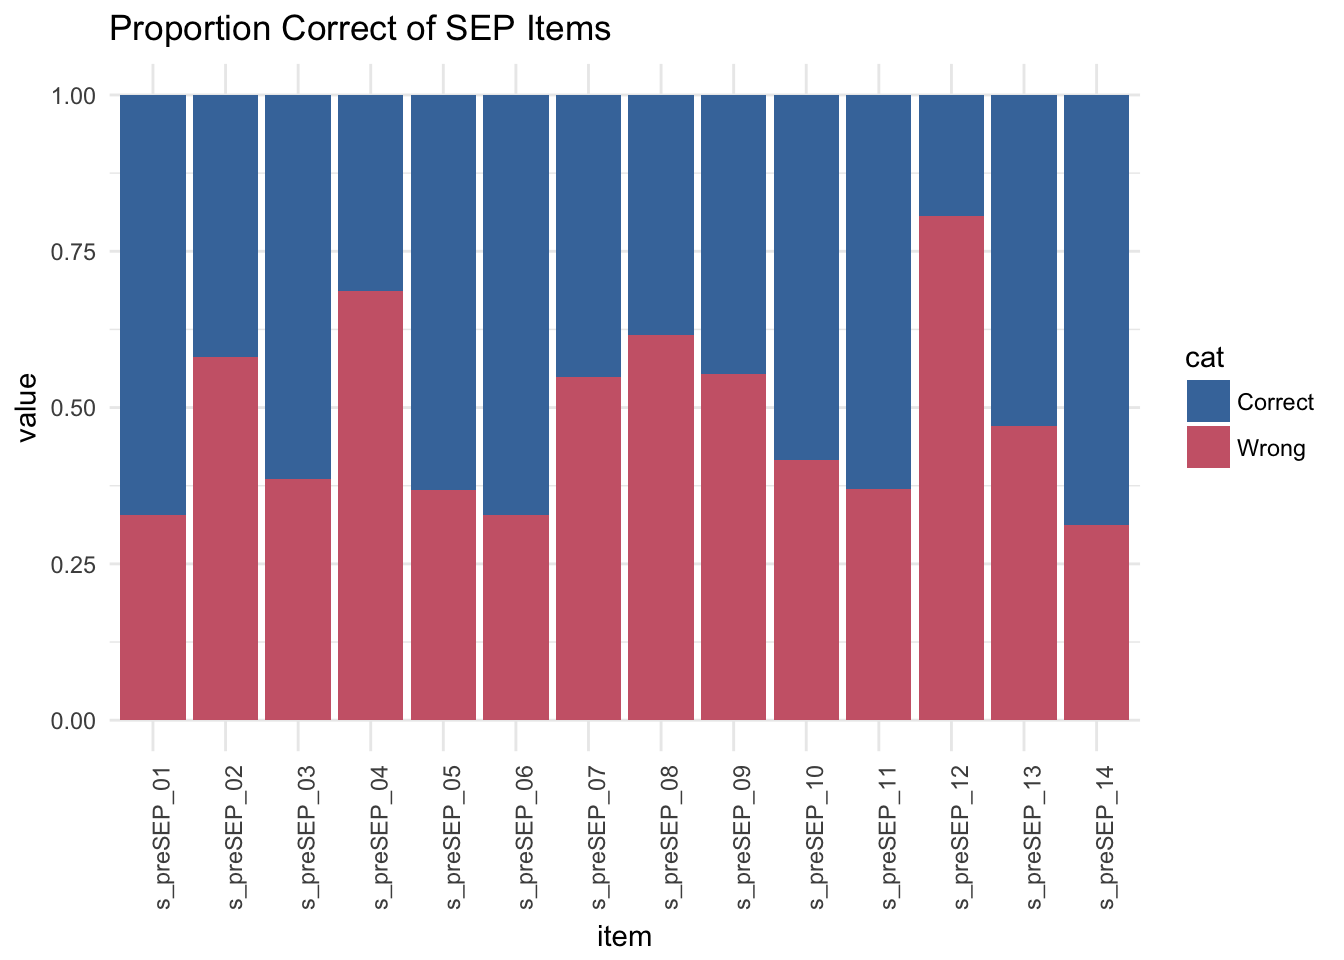 Proportion Correct of SEP Items
1.00
0.75
0.50
0.25
0.00
value
s_preSEP_01
s_preSEP_02
s_preSEP_03
s_preSEP_04
s_preSEP_05
s_preSEP_06
s_preSEP_07
s_preSEP_08
s_preSEP_09
s_preSEP_10
s_preSEP_11
s_preSEP_12
s_preSEP_13
s_preSEP_14
item
cat
Correct
Wrong